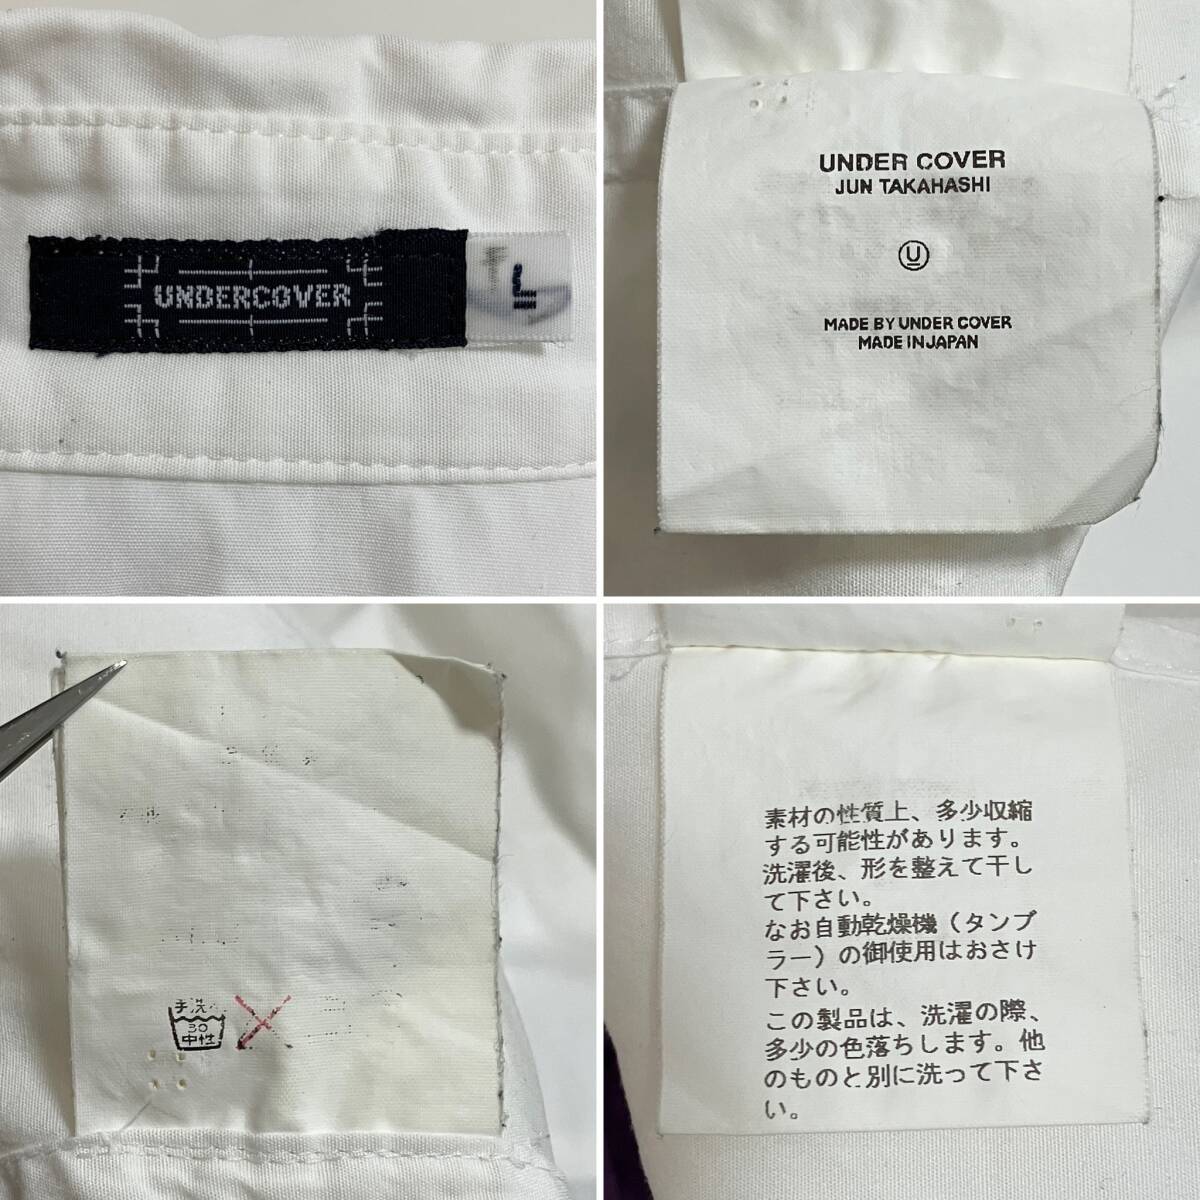 UNDERCOVER
L
UNDER COVER
JUN TAKAHASHI
U
MADE BY UNDER COVER
MADE IN JAPAN
手洗
30
中性
素材の性質上、多少収縮
する可能性があります。
洗濯後、形を整えて干し
て下さい。
なお自動乾燥機（タンブ
ラー）の御使用はおさけ
下さい。
この製品は、洗濯の際、
多少の色落ちします。他
のものと別に洗って下さ
い。